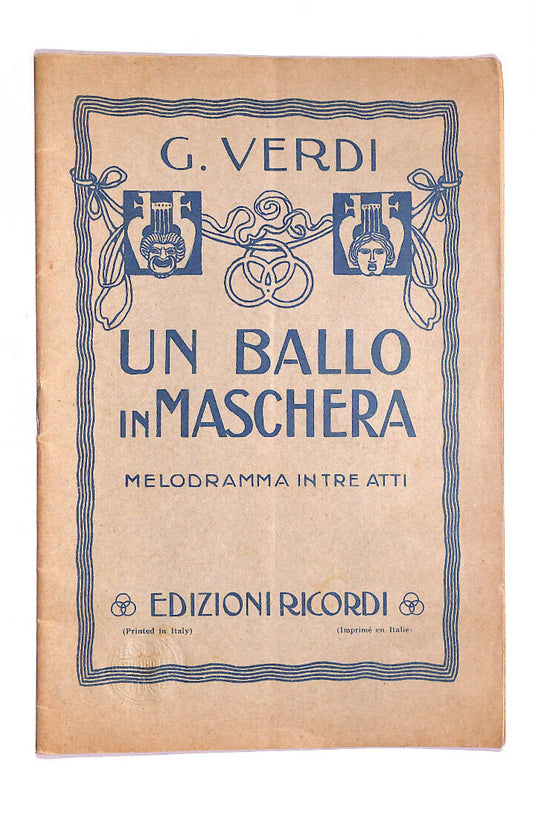 G. VERDI
UN BALLO
IN MASCHERA
MELODRAMMA IN TRE ATTI
EDIZIONI RICORDI
(Printed in Italy) (Imprimé en Italie)